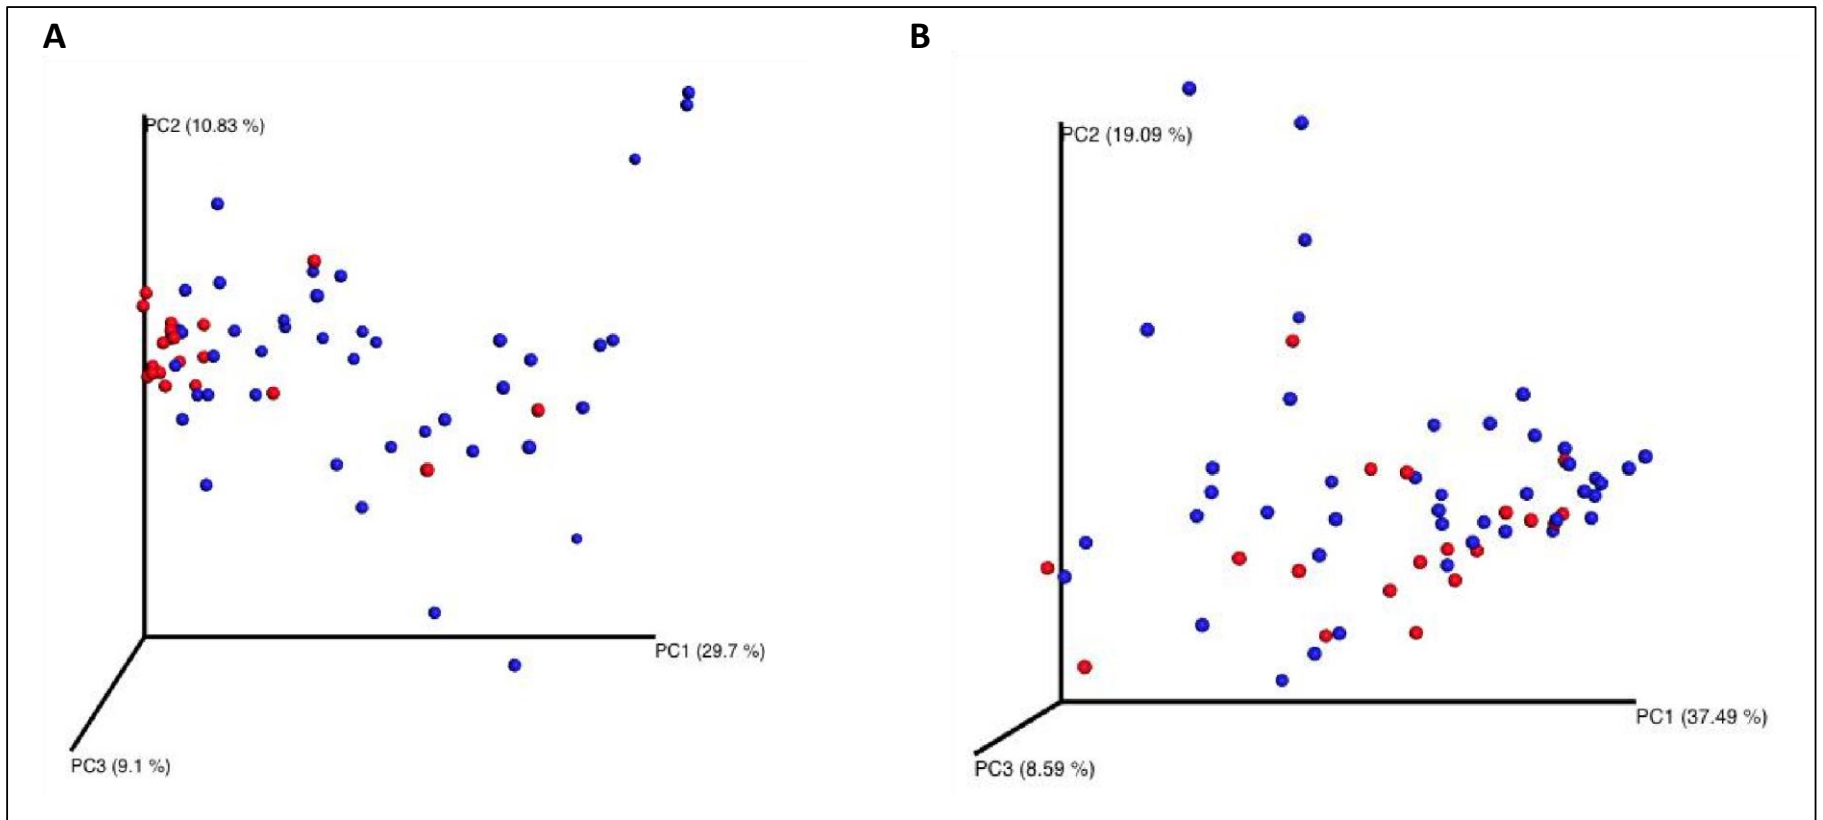 A
B
PC2 (10.83 %)
PC1 (29.7 %)
PC3 (9.1 %)
PC2 (19.09 %)
PC1 (37.49 %)
PC3 (8.59 %)